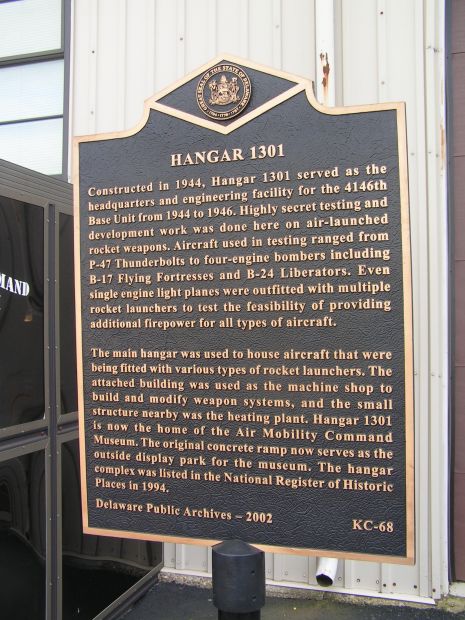 GREAT SEAL OF THE STATE OF DELAWARE
HANGAR 1301
Constructed in 1944, Hangar 1301 served as the
headquarters and engineering facility for the 4146th
Base Unit from 1944 to 1946. Highly secret testing and
development work was done here on air-launched
rocket weapons. Aircraft used in testing ranged from
P-47 Thunderbolts to four-engine bombers including
B-17 Flying Fortresses and B-24 Liberators. Even
single engine light planes were outfitted with multiple
rocket launchers to test the feasibility of providing
additional firepower for all types of aircraft.
The main hangar was used to house aircraft that were
being fitted with various types of rocket launchers. The
attached building was used as the machine shop to
build and modify weapon systems, and the small
structure nearby was the heating plant. Hangar 1301
is now the home of the Air Mobility Command
Museum. The original concrete ramp now serves as the
outside display park for the museum. The hangar
complex was listed in the National Register of Historic
Places in 1994.
Delaware Public Archives – 2002
KC-68
MAND